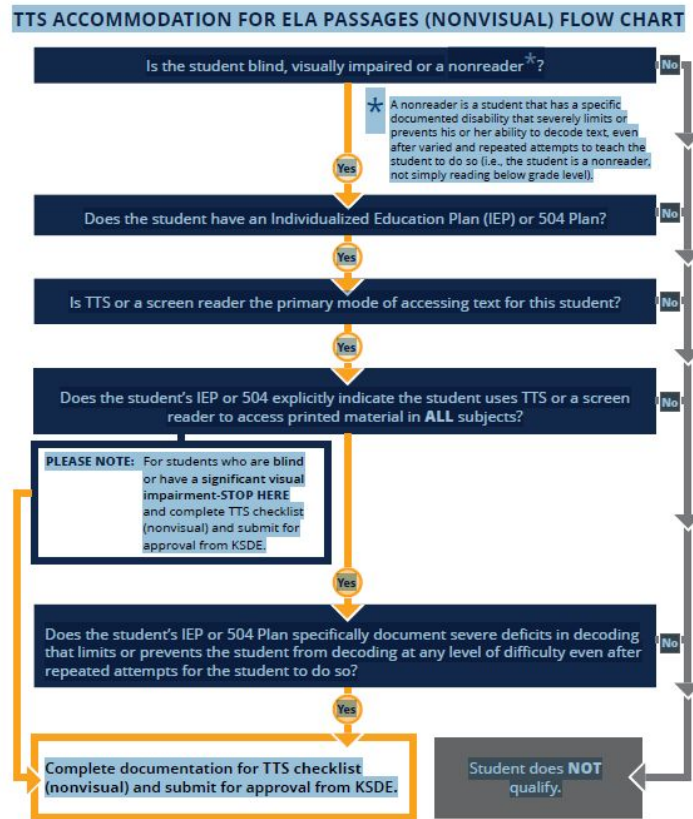 TTS ACCOMMODATION FOR ELA PASSAGES (NONVISUAL) FLOW CHART
Is the student blind, visually impaired or a nonreader*?
No
* A nonreader is a student that has a specific
documented disability that severely limits or
prevents his or her ability to decode text, even
after varied and repeated attempts to teach the
student to do so (i.e., the student is a nonreader,
not simply reading below grade level).
Yes
Does the student have an Individualized Education Plan (IEP) or 504 Plan?
No
Yes
Is TTS or a screen reader the primary mode of accessing text for this student?
No
Yes
Does the student's IEP or 504 explicitly indicate the student uses TTS or a screen
reader to access printed material in ALL subjects?
No
PLEASE NOTE: For students who are blind
or have a significant visual
impairment-STOP HERE
and complete TTS checklist
(nonvisual) and submit for
approval from KSDE.
Yes
Does the student's IEP or 504 Plan specifically document severe deficits in decoding
that limits or prevents the student from decoding at any level of difficulty even after
repeated attempts for the student to do so?
No
Yes
Complete documentation for TTS checklist
(nonvisual) and submit for approval from KSDE.
Student does NOT
qualify.